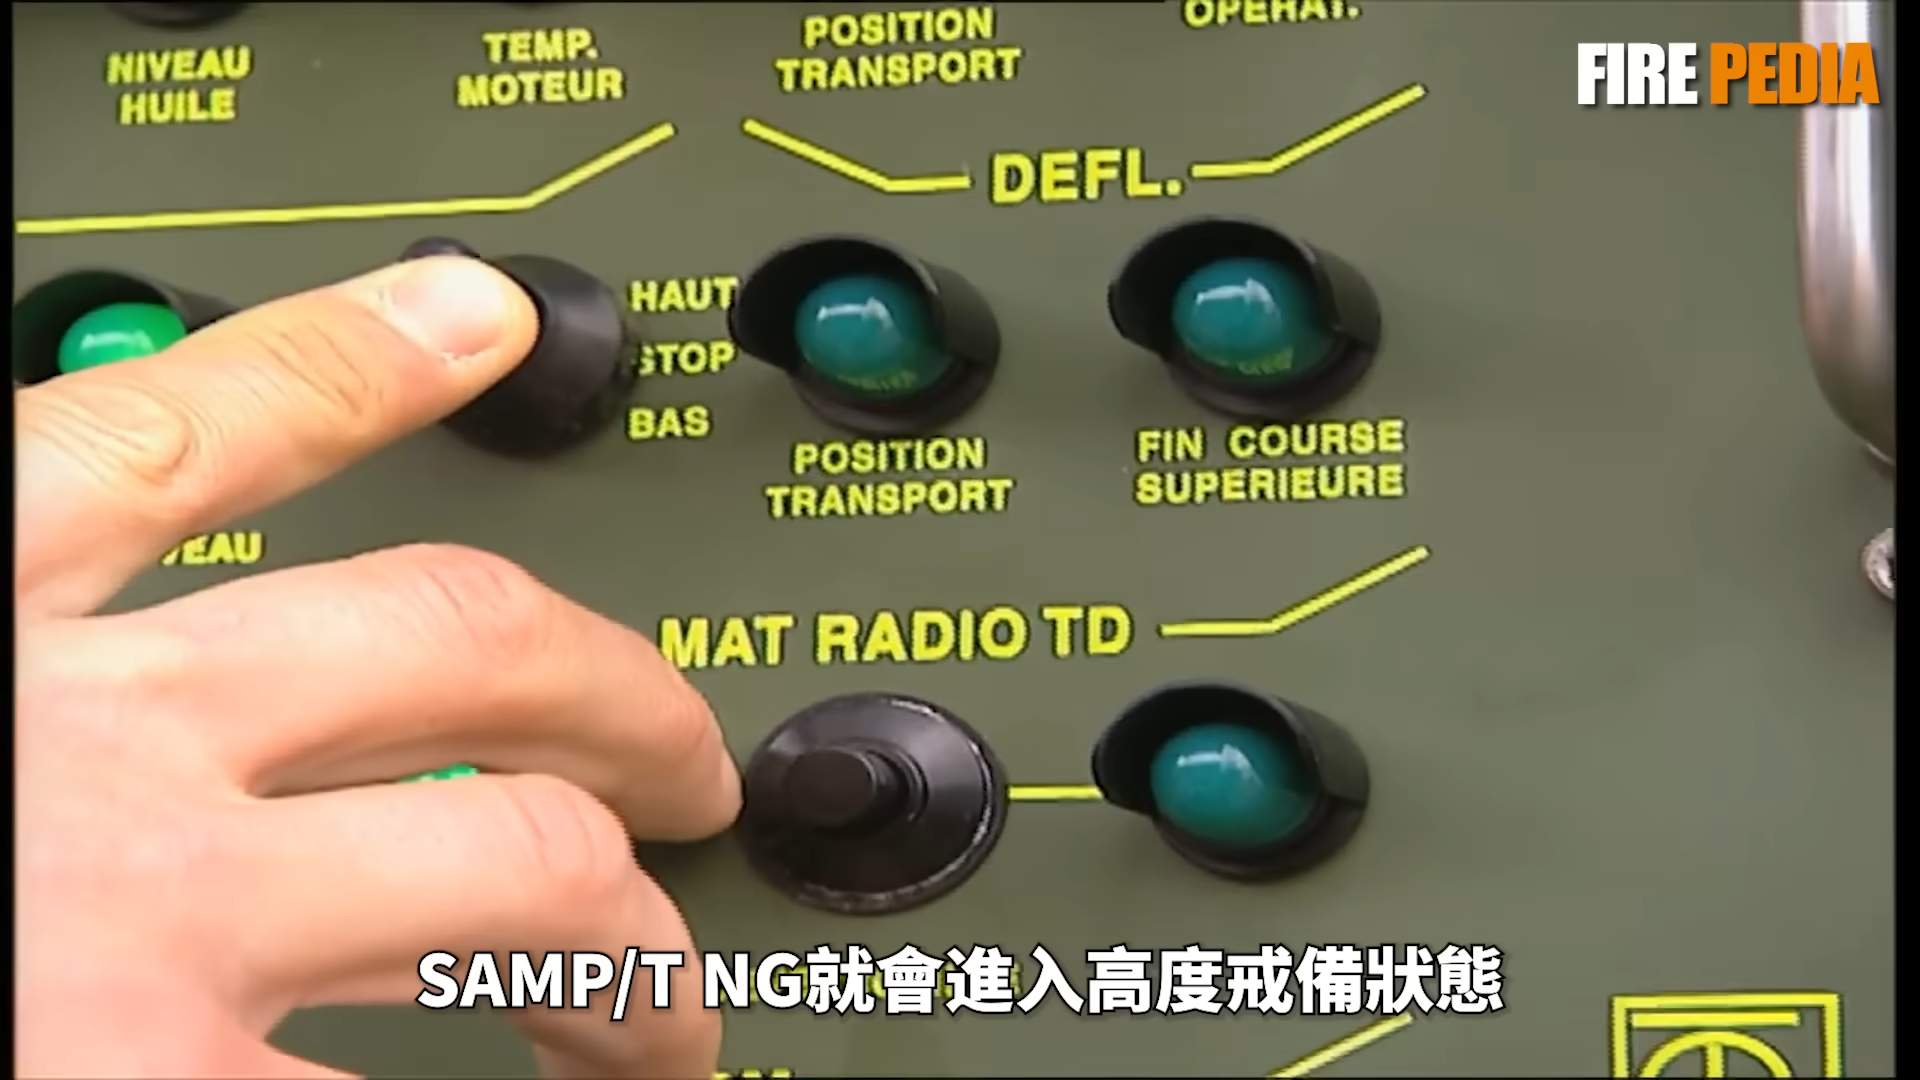 OPERAT.
POSITION
TRANSPORT
TEMP.
MOTEUR
NIVEAU
HUILE
FIRE PEDIA
DEFL.
HAUT
STOP
BAS
POSITION
TRANSPORT
FIN COURSE
SUPERIEURE
MAT RADIO TD
SAMP/T NG就會進入高度戒備狀態